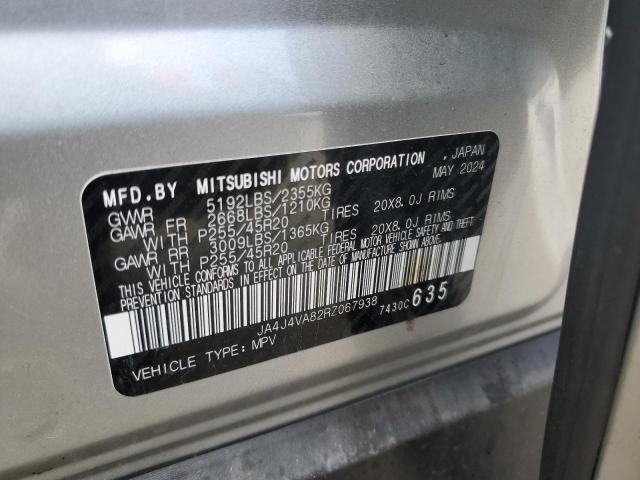 MFD.BY MITSUBISHI MOTORS CORPORATION , JAPAN
MAY 2024
GVWR 5192LBS/2355KG
GAWR FR 2668LBS/1210KG
WITH P255/45R20 TIRES 20X8.0J RIMS
GAWR RR 3009LBS/1365KG
WITH P255/45R20 TIRES 20X8.0J RIMS
THIS VEHICLE CONFORMS TO ALL APPLICABLE FEDERAL MOTOR VEHICLE SAFETY AND THEFT
PREVENTION STANDARDS IN EFFECT ON THE DATE OF MANUFACTURE SHOWN ABOVE.
JA4J4VA82RZ067938
7430C 635
VEHICLE TYPE: MPV